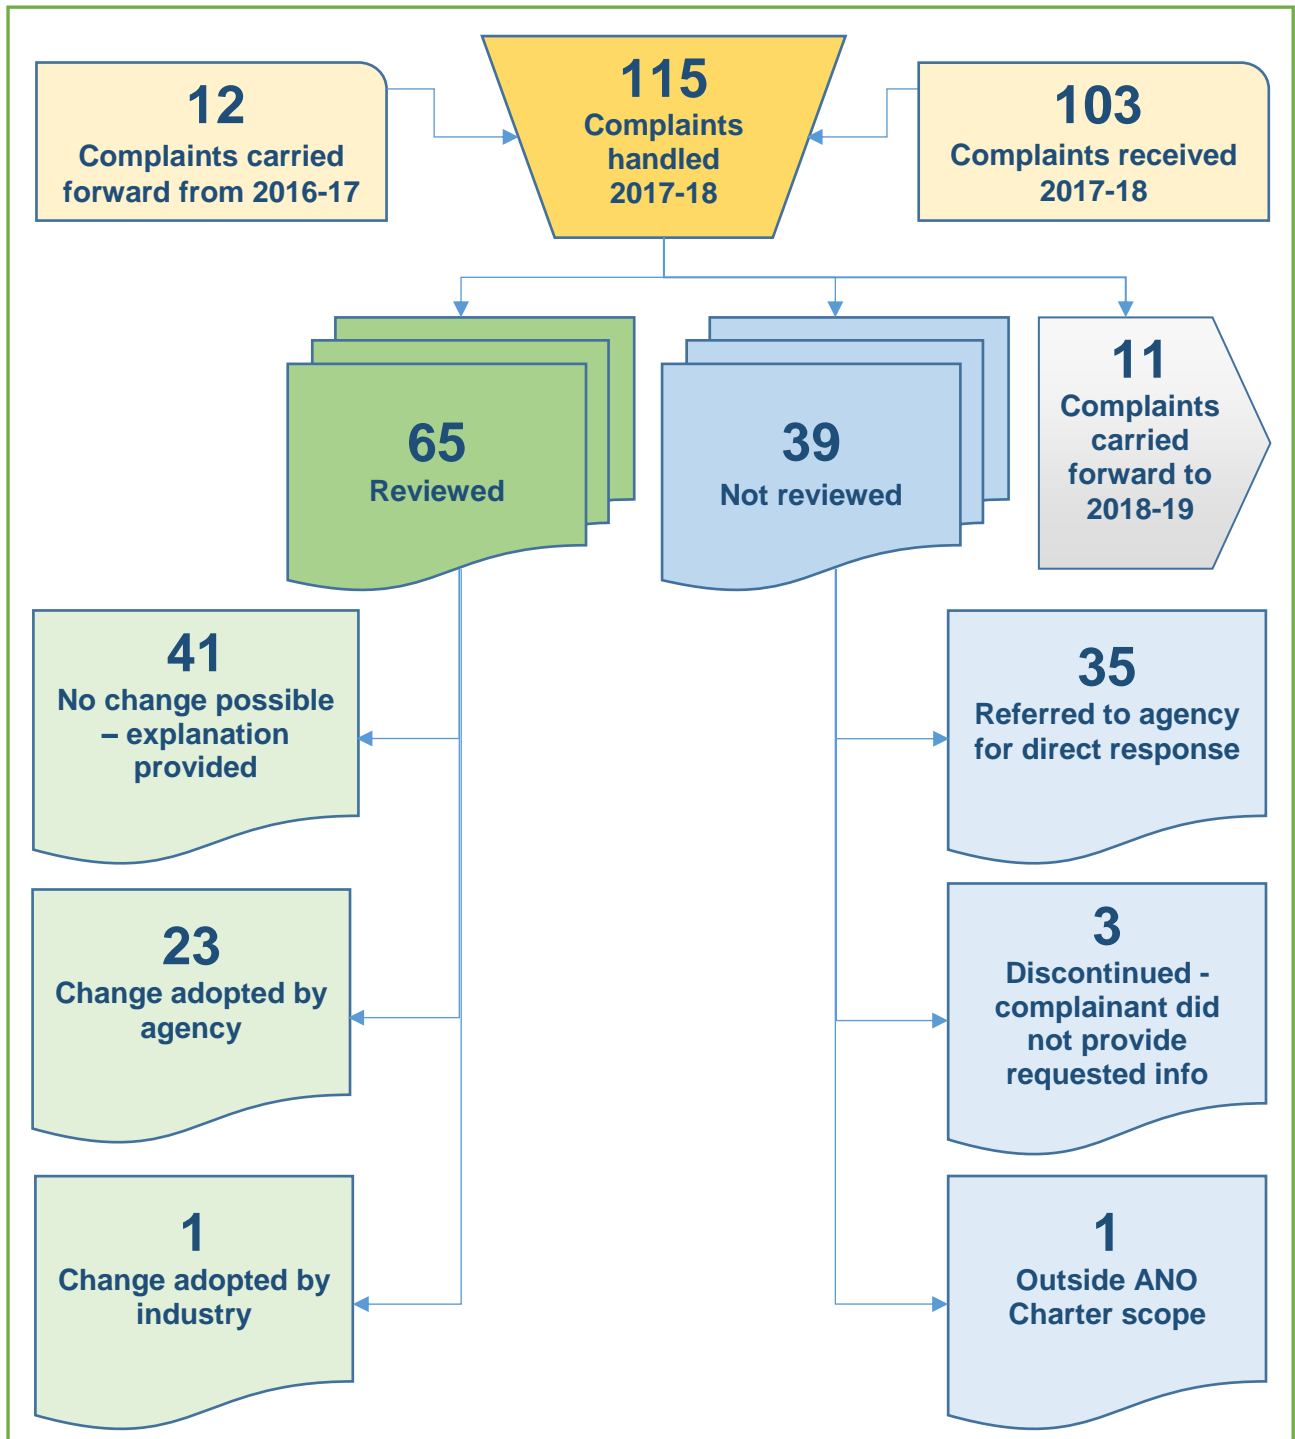 12
Complaints carried
forward from 2016-17
115
Complaints
handled
2017-18
103
Complaints received
2017-18
65
Reviewed
39
Not reviewed
11
Complaints
carried
forward to
2018-19
41
No change possible
– explanation
provided
23
Change adopted by
agency
1
Change adopted by
industry
35
Referred to agency
for direct response
3
Discontinued -
complainant did
not provide
requested info
1
Outside ANO
Charter scope